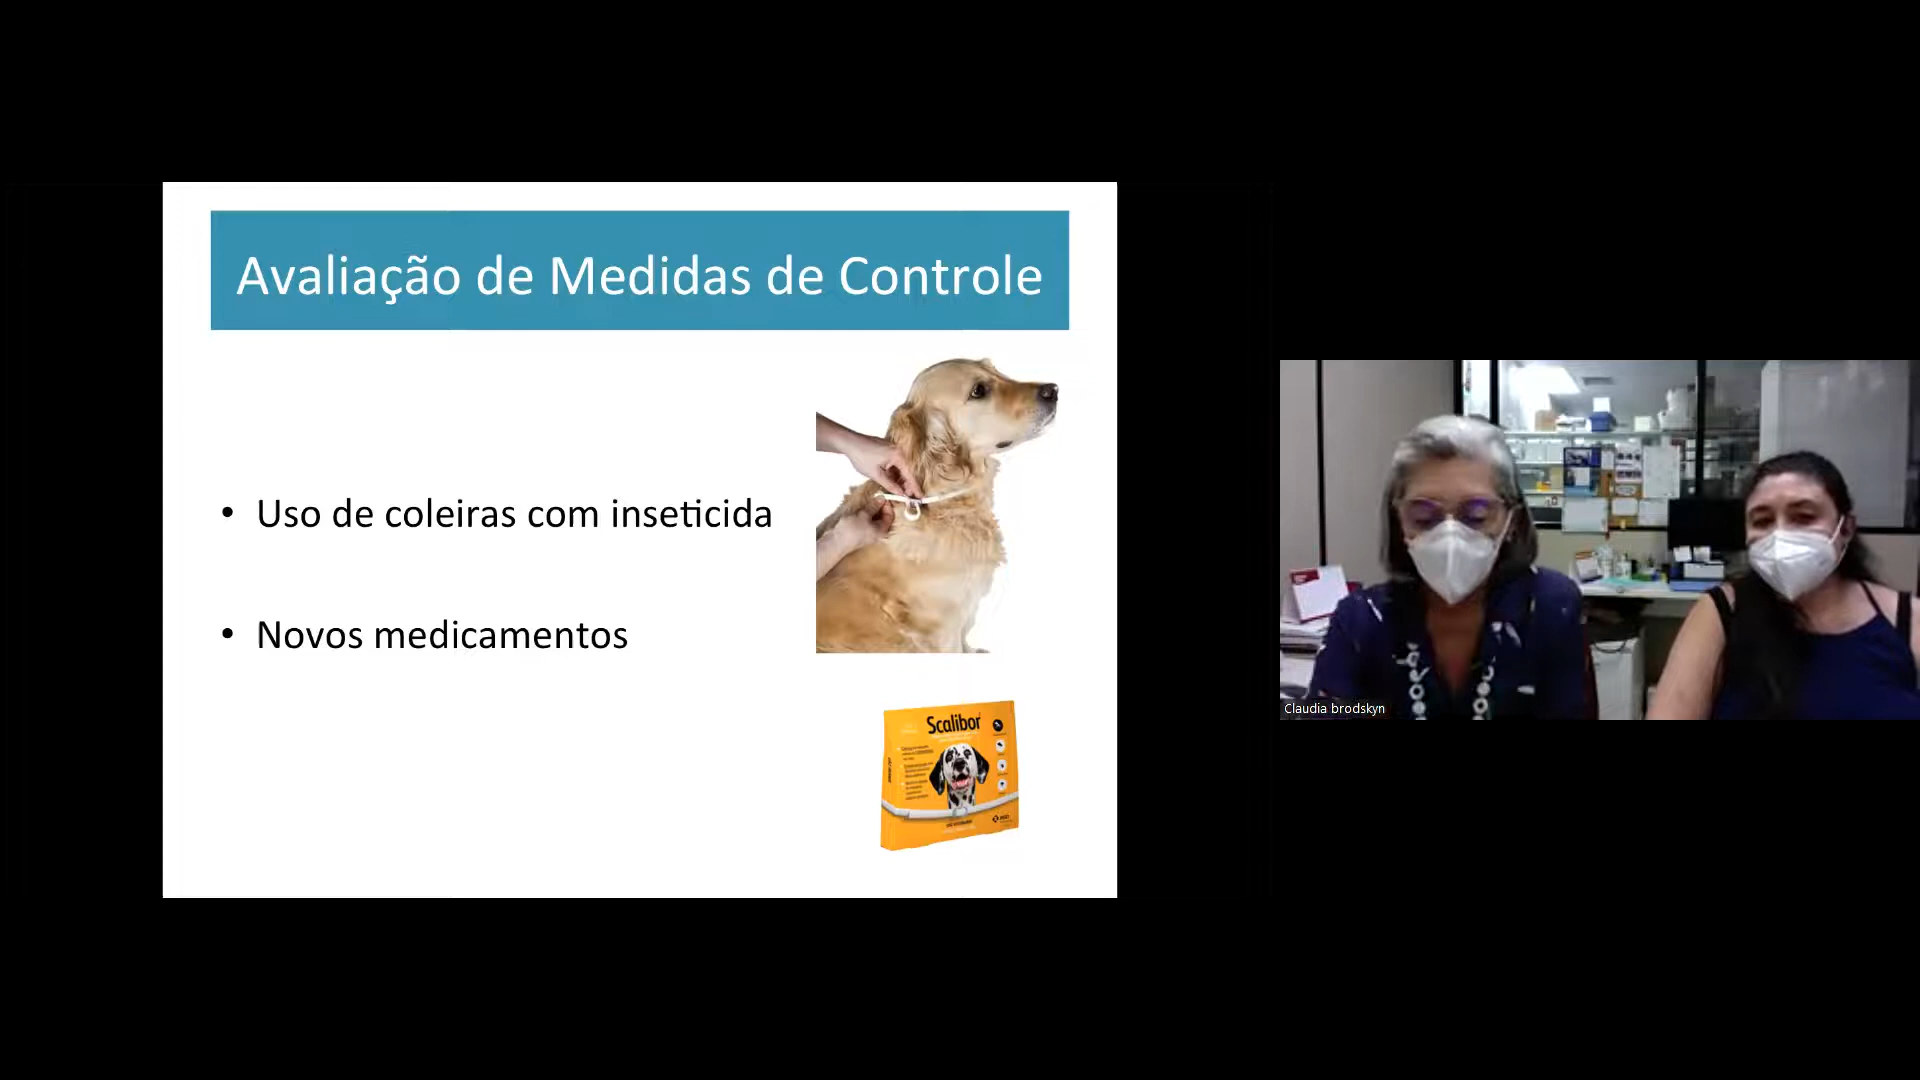 Avaliação de Medidas de Controle
• Uso de coleiras com inseticida
• Novos medicamentos
Scalibor
Claudia brodskyn